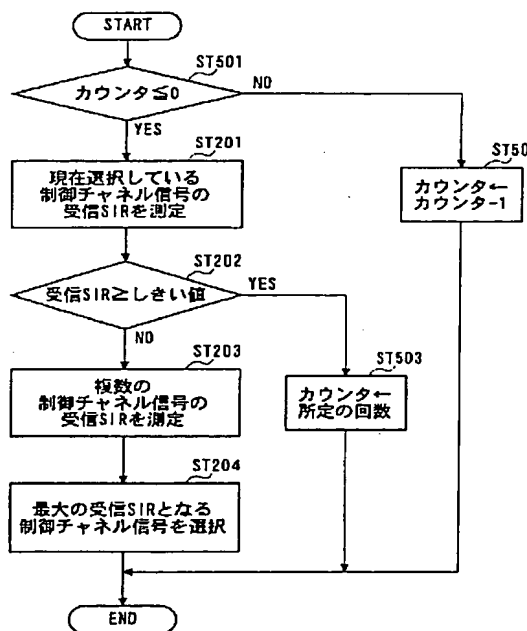 START
ST501
カウンタ≦0
NO
YES
ST201
現在選択している
制御チャネル信号の
受信SIRを測定
ST50
カウンタ←
カウンタ-1
ST202
受信SIR≧しきい値
YES
NO
ST203
複数の
制御チャネル信号の
受信SIRを測定
ST503
カウンタ←
所定の回数
ST204
最大の受信SIRとなる
制御チャネル信号を選択
END